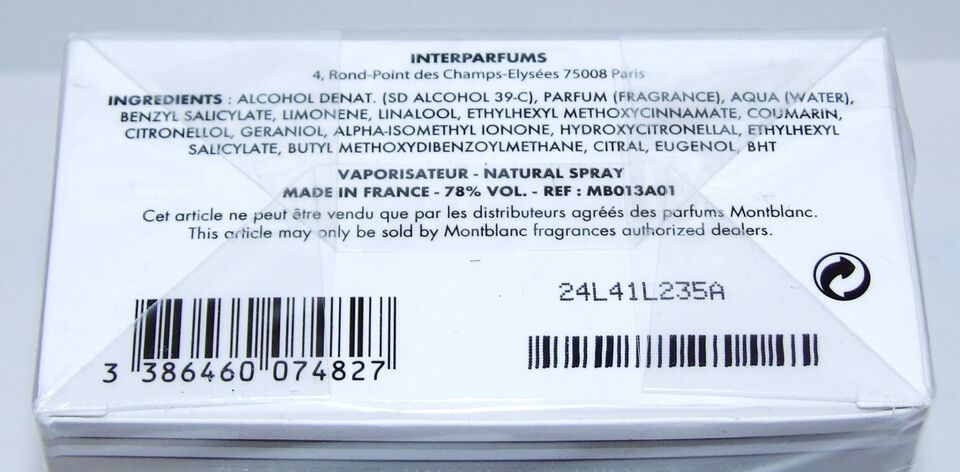 INTERPARFUMS
4, Rond-Point des Champs-Elysées 75008 Paris
INGREDIENTS : ALCOHOL DENAT. (SD ALCOHOL 39-C), PARFUM (FRAGRANCE), AQUA (WATER),
BENZYL SALICYLATE, LIMONENE, LINALOOL, ETHYLHEXYL METHOXYCINNAMATE, COUMARIN,
CITRONELLOL, GERANIOL, ALPHA-ISOMETHYL IONONE, HYDROXYCITRONELLAL, ETHYLHEXYL
SALICYLATE, BUTYL METHOXYDIBENZOYLMETHANE, CITRAL, EUGENOL, BHT
VAPORISATEUR - NATURAL SPRAY
MADE IN FRANCE - 78% VOL. - REF : MB013A01
Cet article ne peut être vendu que par les distributeurs agréés des parfums Montblanc.
This article may only be sold by Montblanc fragrances authorized dealers.
24L41L235A
3 386460 074827